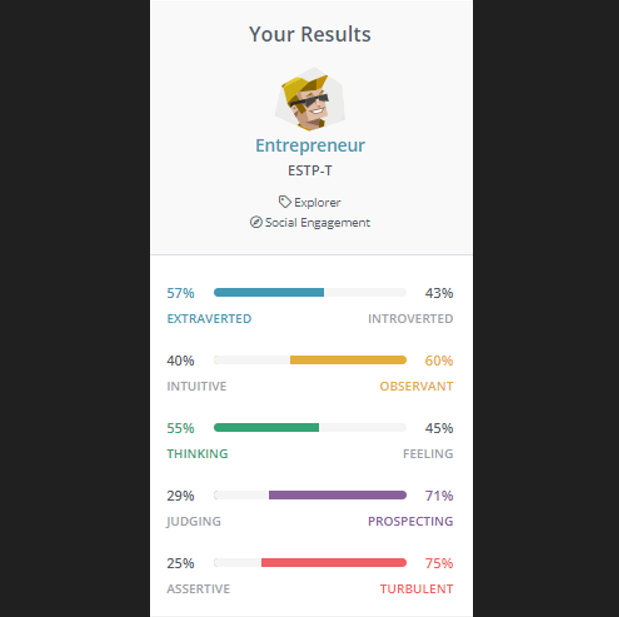 Your Results
Entrepreneur
ESTP-T
Explorer
Social Engagement
57% 43%
EXTRAVERTED INTROVERTED
40% 60%
INTUITIVE OBSERVANT
55% 45%
THINKING FEELING
29% 71%
JUDGING PROSPECTING
25% 75%
ASSERTIVE TURBULENT